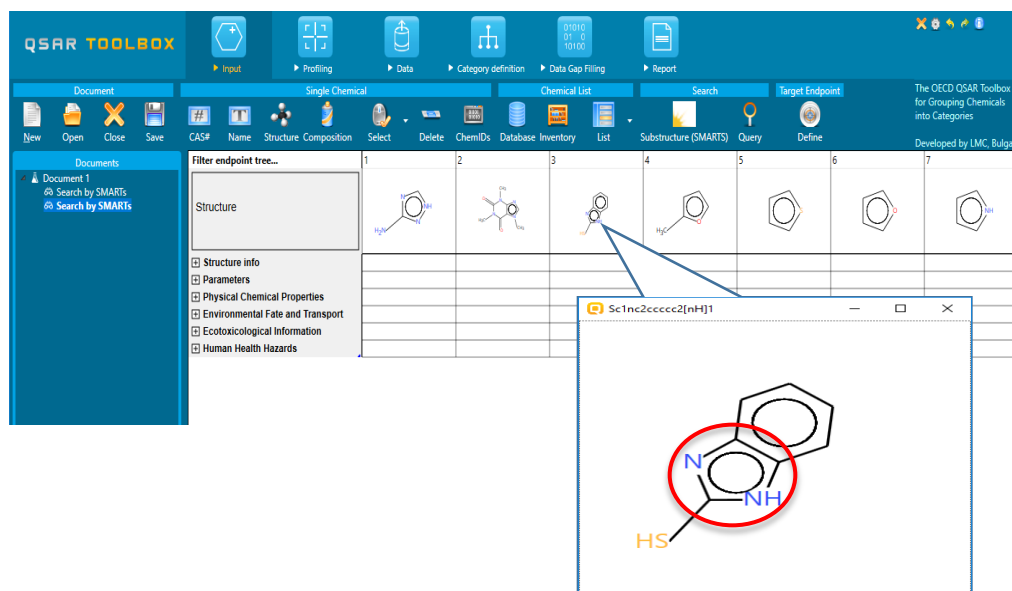 QSAR TOOLBOX
Input
Profiling
Data
Category definition
01010
01 0
10100
Data Gap Filling
Report
Document
Single Chemical
Chemical List
Search
Target Endpoint
The OECD QSAR Toolbox
for Grouping Chemicals
into Categories
Developed by LMC, Bulga
New
Open
Close
Save
#
CAS#
T
Name
Structure
Composition
Select
Delete
ChemIDs
Database
Inventory
List
Substructure (SMARTS)
Query
Define
Documents
Document 1
Search by SMARTs
Search by SMARTs
Filter endpoint tree...
1
2
3
4
5
6
7
Structure
Structure info
Parameters
Physical Chemical Properties
Environmental Fate and Transport
Ecotoxicological Information
Human Health Hazards
Sc1nc2ccccc2[nH]1
N
NH
HS